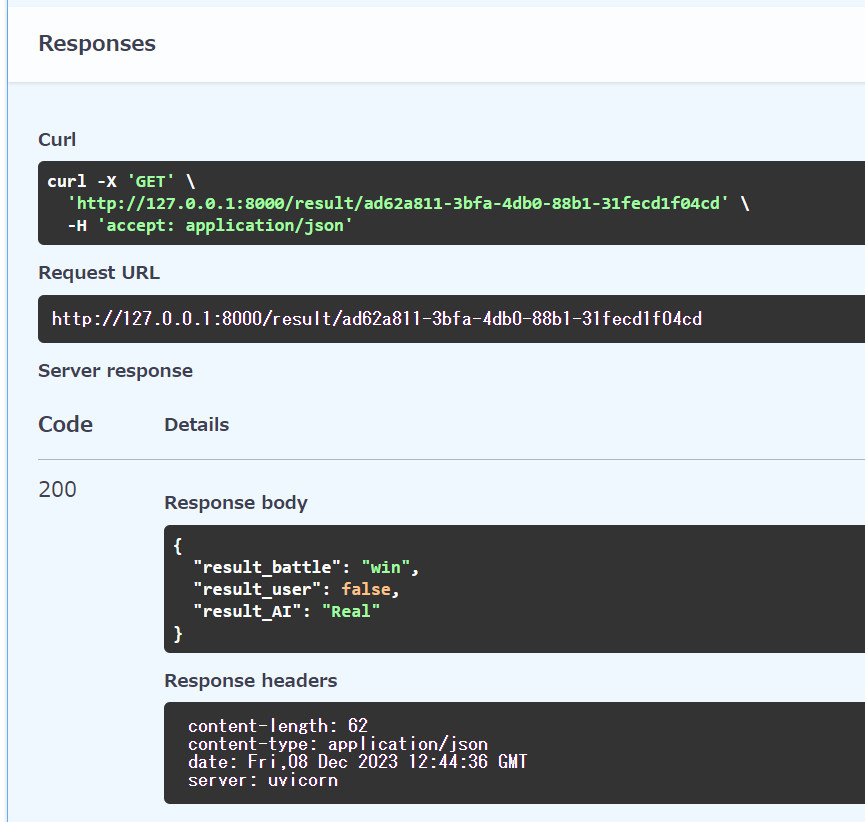 Responses
Curl
curl -X 'GET' \
  'http://127.0.0.1:8000/result/ad62a811-3bfa-4db0-88b1-31fecd1f04cd' \
  -H 'accept: application/json'
Request URL
http://127.0.0.1:8000/result/ad62a811-3bfa-4db0-88b1-31fecd1f04cd
Server response
Code Details
200
Response body
{
  "result_battle": "win",
  "result_user": false,
  "result_AI": "Real"
}
Response headers
content-length: 62
content-type: application/json
date: Fri,08 Dec 2023 12:44:36 GMT
server: uvicorn